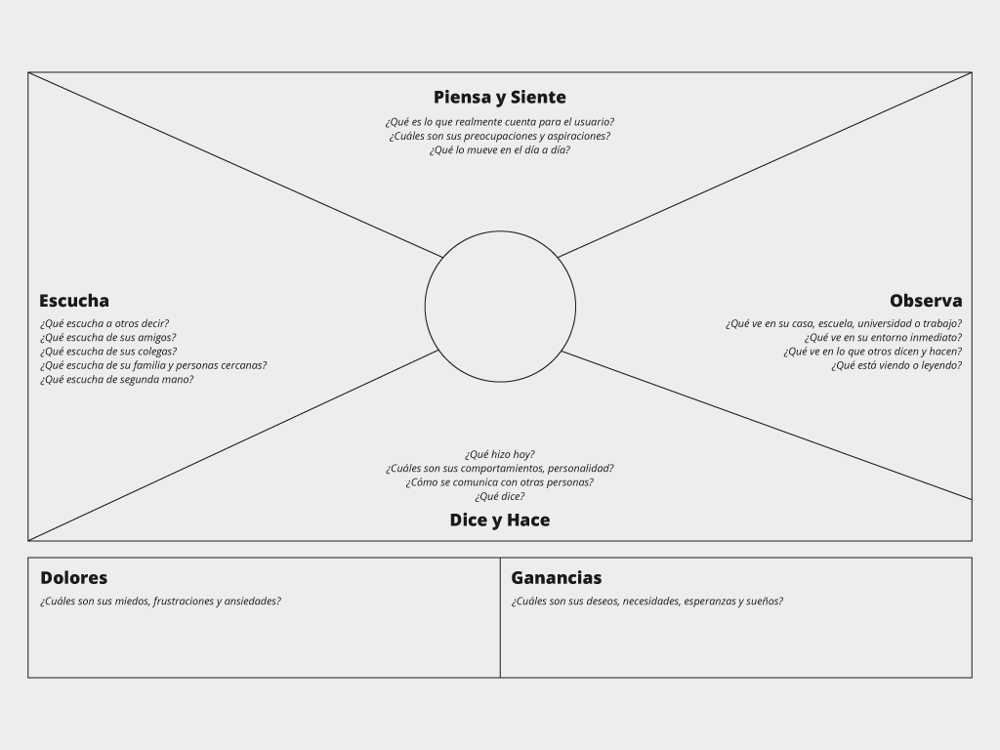 Piensa y Siente
¿Qué es lo que realmente cuenta para el usuario?
¿Cuáles son sus preocupaciones y aspiraciones?
¿Qué lo mueve en el día a día?
Escucha
¿Qué escucha a otros decir?
¿Qué escucha de sus amigos?
¿Qué escucha de sus colegas?
¿Qué escucha de su familia y personas cercanas?
¿Qué escucha de segunda mano?
Observa
¿Qué ve en su casa, escuela, universidad o trabajo?
¿Qué ve en su entorno inmediato?
¿Qué ve en lo que otros dicen y hacen?
¿Qué está viendo o leyendo?
¿Qué hizo hoy?
¿Cuáles son sus comportamientos, personalidad?
¿Cómo se comunica con otras personas?
¿Qué dice?
Dice y Hace
Dolores
¿Cuáles son sus miedos, frustraciones y ansiedades?
Ganancias
¿Cuáles son sus deseos, necesidades, esperanzas y sueños?